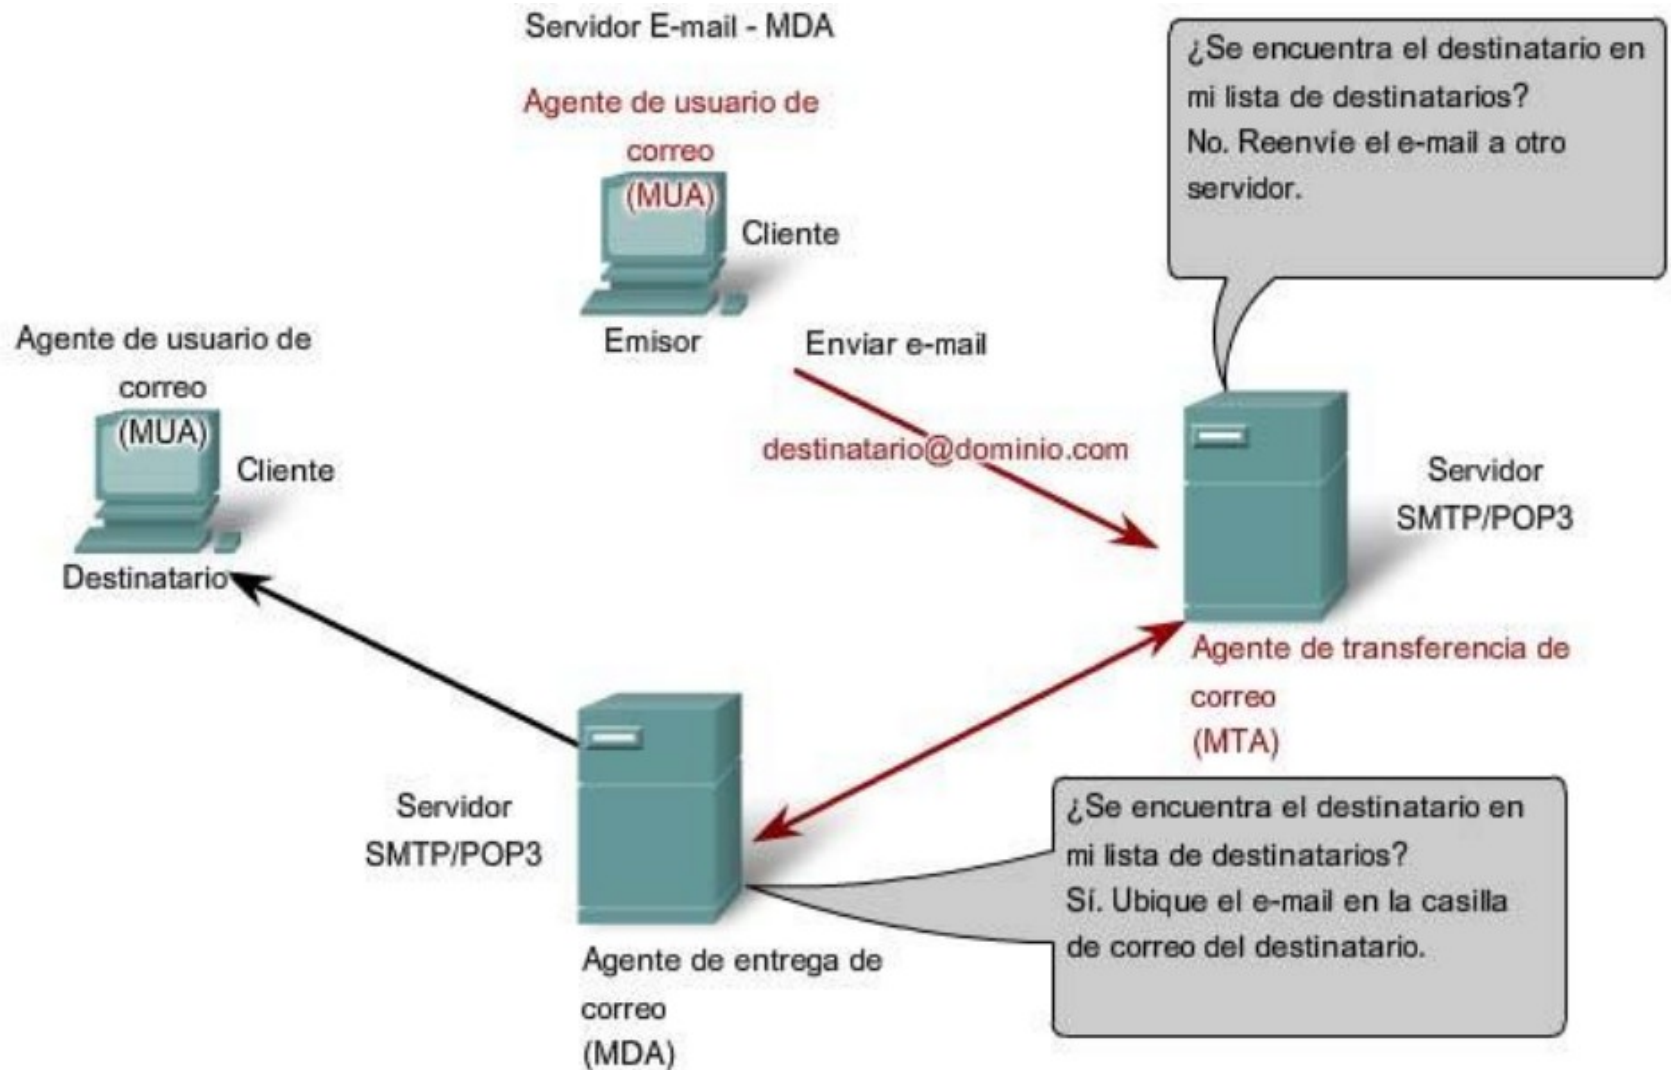 Servidor E-mail - MDA
Agente de usuario de
correo
(MUA)
Cliente
Emisor
¿Se encuentra el destinatario en
mi lista de destinatarios?
No. Reenvíe el e-mail a otro
servidor.
Agente de usuario de
correo
(MUA)
Cliente
Destinatario
Enviar e-mail
destinatario@dominio.com
Servidor
SMTP/POP3
Agente de transferencia de
correo
(MTA)
Servidor
SMTP/POP3
Agente de entrega de
correo
(MDA)
¿Se encuentra el destinatario en
mi lista de destinatarios?
Sí. Ubique el e-mail en la casilla
de correo del destinatario.